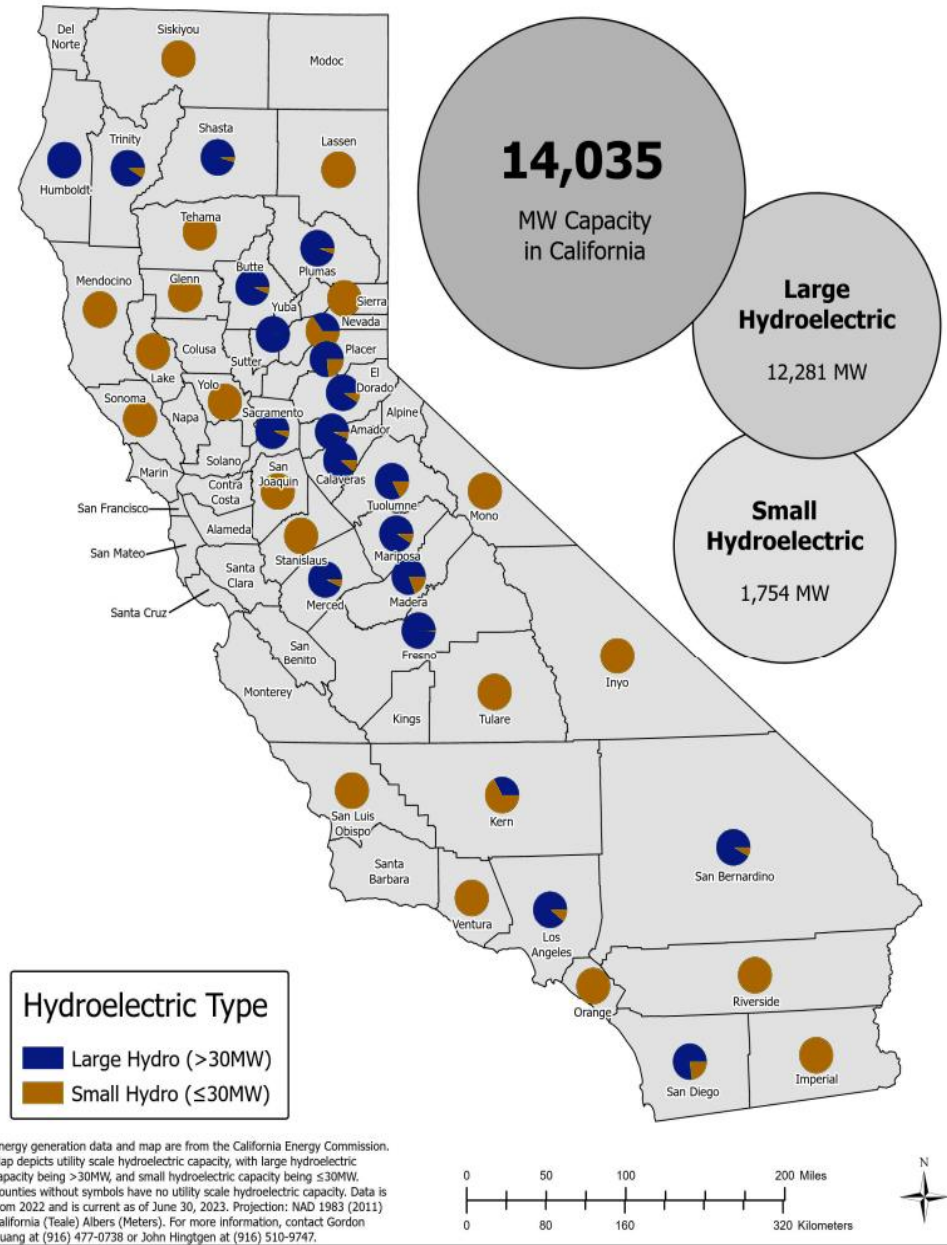 Del
Norte
Siskiyou
Modoc
Humboldt
Trinity
Shasta
Lassen
Tehama
Plumas
Mendocino
Glenn
Butte
Sierra
Yuba
Nevada
Colusa
Placer
Sutter
Lake
El
Dorado
Yolo
Sonoma
Napa
Sacramento
Amador
Alpine
Solano
Marin
Calaveras
San
Joaquin
Contra
Costa
Tuolumne
Mono
San Francisco
Alameda
Stanislaus
Mariposa
San Mateo
Santa
Clara
Merced
Madera
Santa Cruz
San
Benito
Fresno
Inyo
Monterey
Kings
Tulare
San Luis
Obispo
Kern
San Bernardino
Santa
Barbara
Ventura
Los
Angeles
Orange
Riverside
San Diego
Imperial
14,035
MW Capacity
in California
Large
Hydroelectric
12,281 MW
Small
Hydroelectric
1,754 MW
Hydroelectric Type
Large Hydro (>30MW)
Small Hydro (≤30MW)
nergy generation data and map are from the California Energy Commission.
ap depicts utility scale hydroelectric capacity, with large hydroelectric
apacity being >30MW, and small hydroelectric capacity being ≤30MW.
ounties without symbols have no utility scale hydroelectric capacity. Data is
om 2022 and is current as of June 30, 2023. Projection: NAD 1983 (2011)
alifornia (Teale) Albers (Meters). For more information, contact Gordon
uang at (916) 477-0738 or John Hingtgen at (916) 510-9747.
0 50 100 200 Miles
0 80 160 320 Kilometers
N